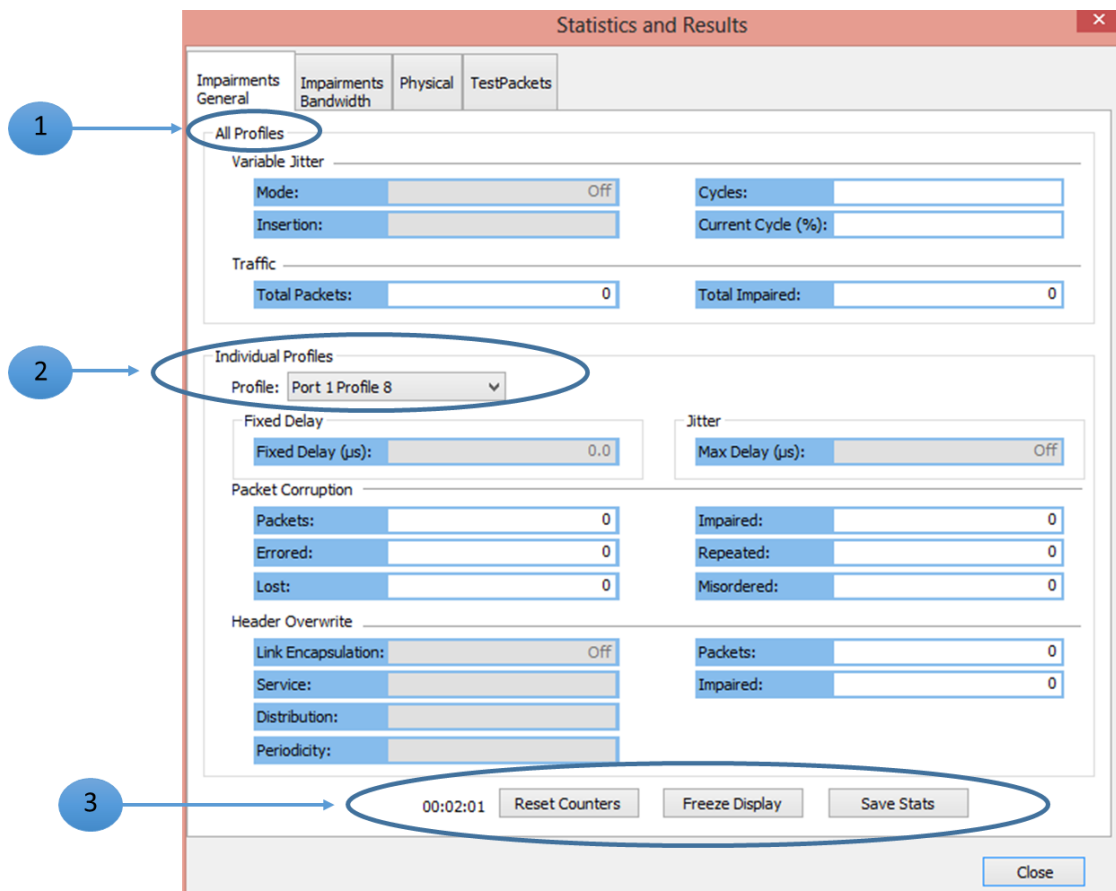 Statistics and Results
Impairments General
Impairments Bandwidth
Physical
TestPackets
1
All Profiles
Variable Jitter
Mode: Off
Cycles:
Insertion:
Current Cycle (%):
Traffic
Total Packets: 0
Total Impaired: 0
2
Individual Profiles
Profile: Port 1 Profile 8
Fixed Delay
Jitter
Fixed Delay (µs): 0.0
Max Delay (µs): Off
Packet Corruption
Packets: 0
Impaired: 0
Errored: 0
Repeated: 0
Lost: 0
Misordered: 0
Header Overwrite
Link Encapsulation: Off
Packets: 0
Service:
Impaired: 0
Distribution:
Periodicity:
3
00:02:01
Reset Counters
Freeze Display
Save Stats
Close